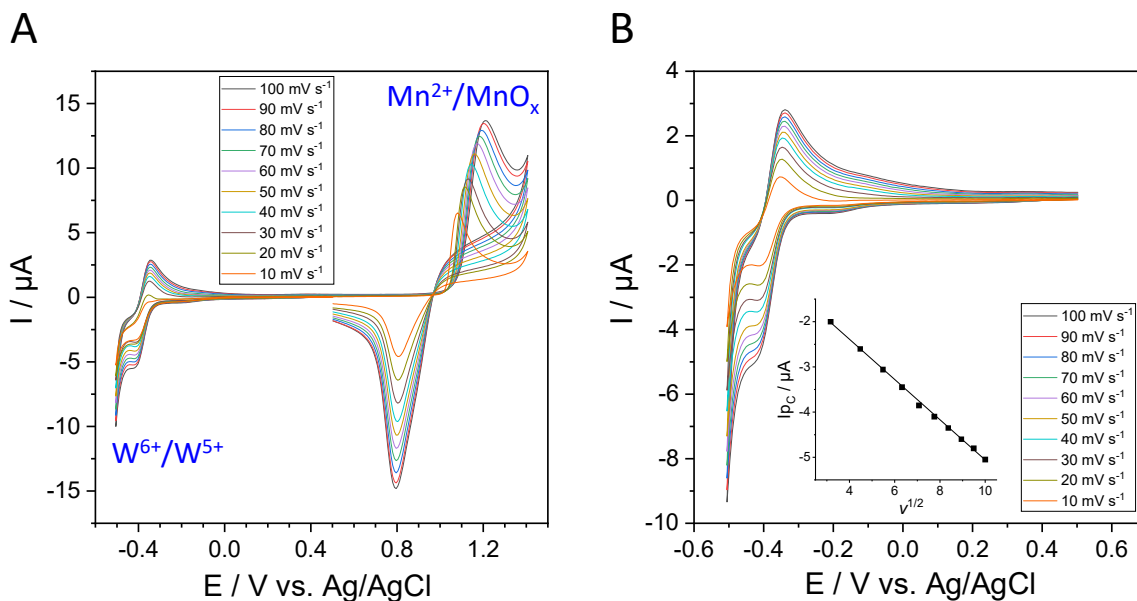 A
I / µA
15
10
5
0
-5
-10
-15
-0.4
0.0
0.4
0.8
1.2
E / V vs. Ag/AgCl
100 mV s⁻¹
90 mV s⁻¹
80 mV s⁻¹
70 mV s⁻¹
60 mV s⁻¹
50 mV s⁻¹
40 mV s⁻¹
30 mV s⁻¹
20 mV s⁻¹
10 mV s⁻¹
Mn²⁺/MnOₓ
W⁶⁺/W⁵⁺
B
I / µA
4
2
0
-2
-4
-6
-8
-10
-0.6
-0.4
-0.2
0.0
0.2
0.4
0.6
E / V vs. Ag/AgCl
Ip_C / µA
-2
-3
-4
-5
4
6
8
10
v¹ᐟ²
100 mV s⁻¹
90 mV s⁻¹
80 mV s⁻¹
70 mV s⁻¹
60 mV s⁻¹
50 mV s⁻¹
40 mV s⁻¹
30 mV s⁻¹
20 mV s⁻¹
10 mV s⁻¹